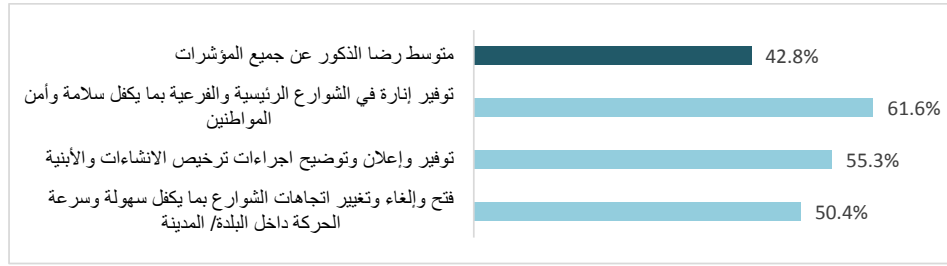 متوسط رضا الذكور عن جميع المؤشرات
42.8%
توفير إنارة في الشوارع الرئيسية والفرعية بما يكفل سلامة وأمن
المواطنين
61.6%
توفير وإعلان وتوضيح اجراءات ترخيص الانشاءات والأبنية
55.3%
فتح وإلغاء وتغيير اتجاهات الشوارع بما يكفل سهولة وسرعة
الحركة داخل البلدة/ المدينة
50.4%